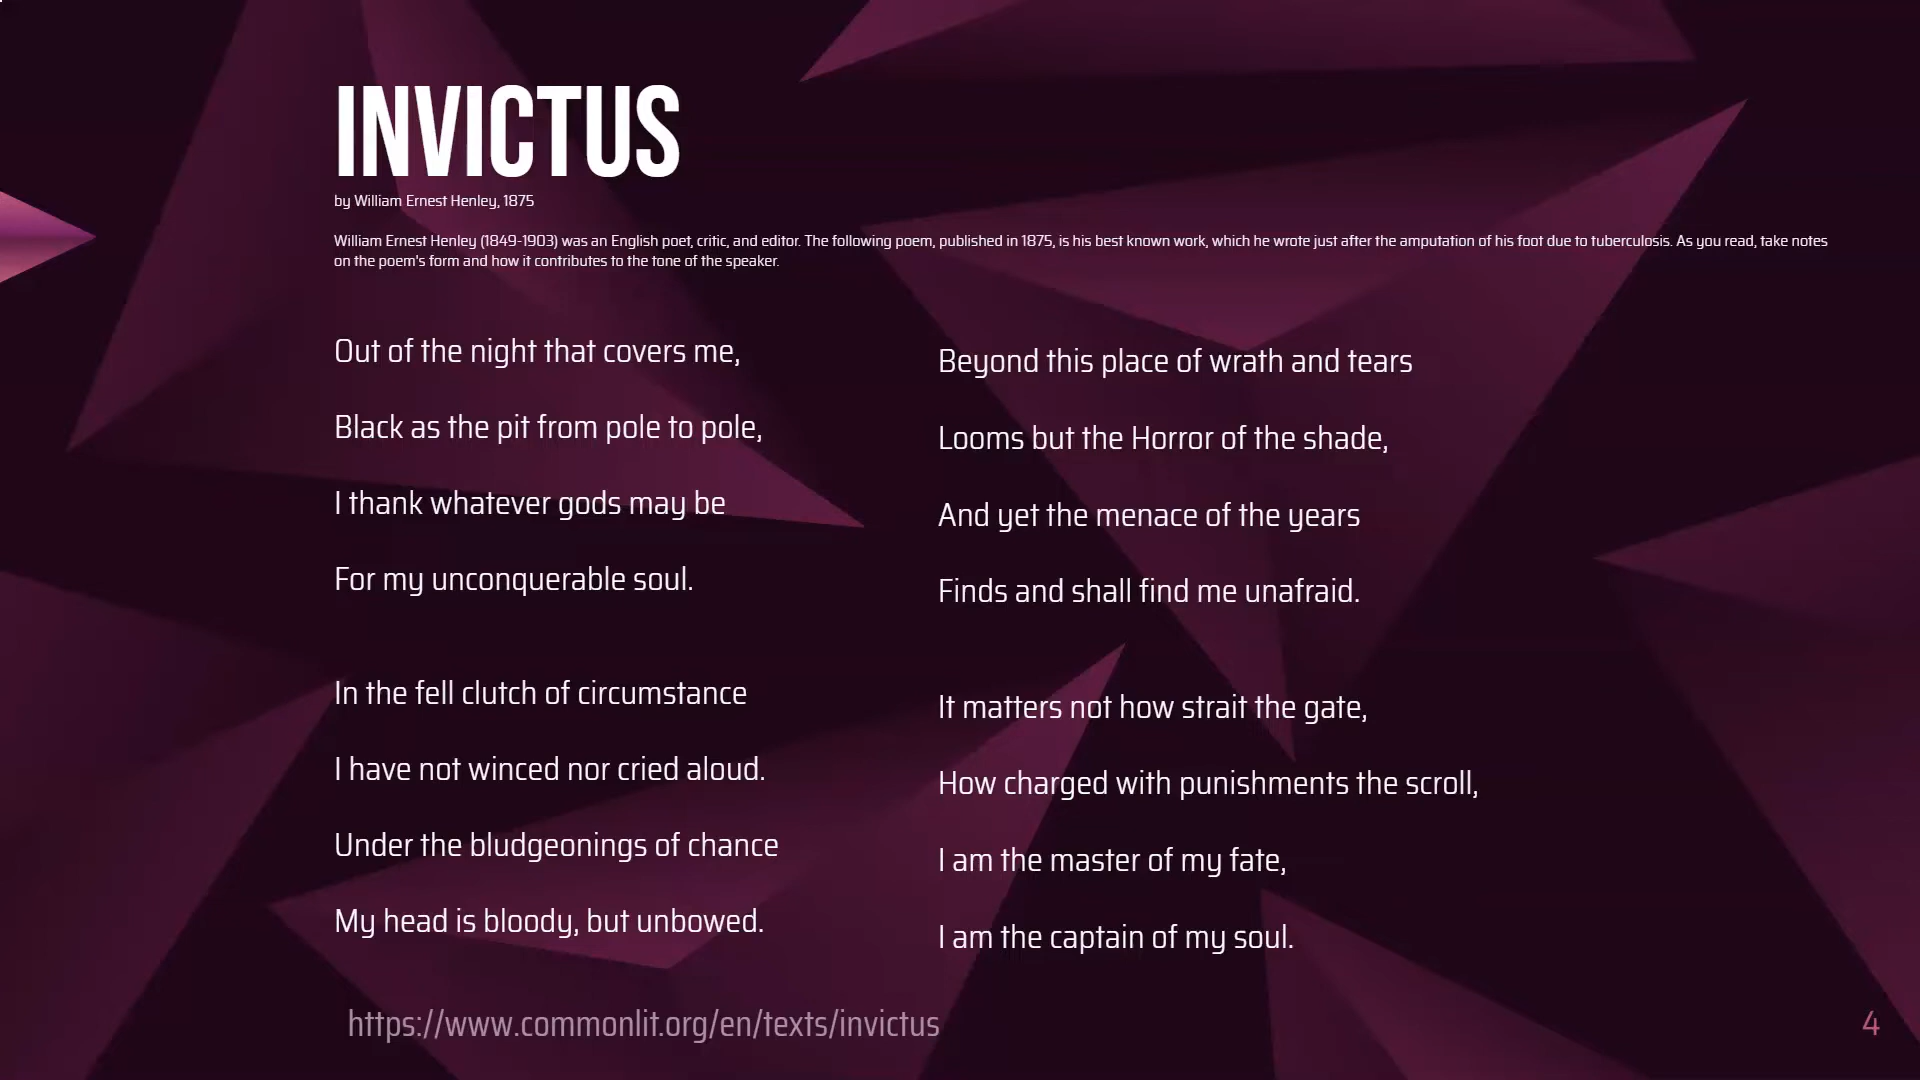 INVICTUS
by William Ernest Henley, 1875
William Ernest Henley (1849-1903) was an English poet, critic, and editor. The following poem, published in 1875, is his best known work, which he wrote just after the amputation of his foot due to tuberculosis. As you read, take notes
on the poem's form and how it contributes to the tone of the speaker.
Out of the night that covers me,
Black as the pit from pole to pole,
I thank whatever gods may be
For my unconquerable soul.
In the fell clutch of circumstance
I have not winced nor cried aloud.
Under the bludgeonings of chance
My head is bloody, but unbowed.
Beyond this place of wrath and tears
Looms but the Horror of the shade,
And yet the menace of the years
Finds and shall find me unafraid.
It matters not how strait the gate,
How charged with punishments the scroll,
I am the master of my fate,
I am the captain of my soul.
https://www.commonlit.org/en/texts/invictus
4